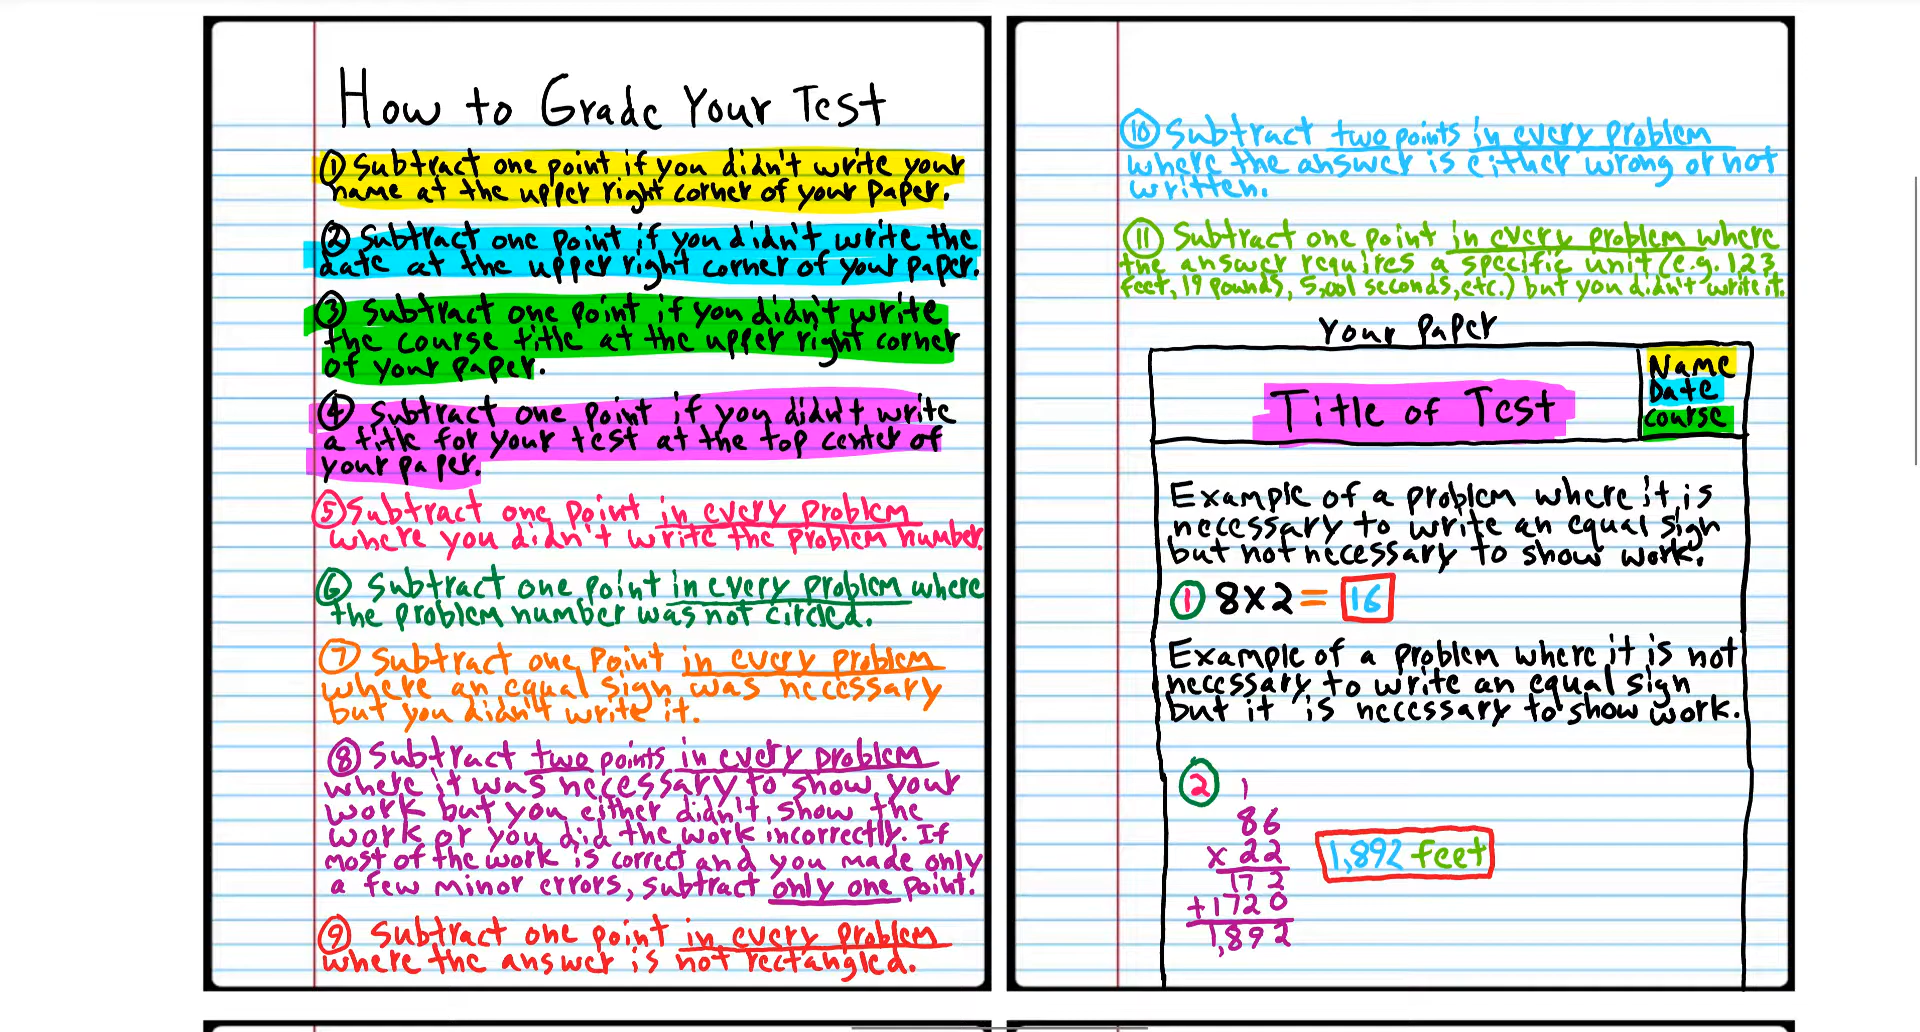 How to Grade Your Test
① Subtract one point if you didn't write your
name at the upper right corner of your paper.
② Subtract one point if you didn't write the
date at the upper right corner of your paper.
③ Subtract one point if you didn't write
the course title at the upper right corner
of your paper.
④ Subtract one point if you didn't write
a title for your test at the top center of
your paper.
⑤ Subtract one point in every problem
where you didn't write the problem number.
⑥ Subtract one point in every problem where
the problem number was not circled.
⑦ Subtract one point in every problem
where an equal sign was necessary
but you didn't write it.
⑧ Subtract two points in every problem
where it was necessary to show your
work but you either didn't show the
work or you did the work incorrectly. If
most of the work is correct and you made only
a few minor errors, subtract only one point.
⑨ Subtract one point in every problem
where the answer is not rectangled.
⑩ Subtract two points in every problem
where the answer is either wrong or not
written.
⑪ Subtract one point in every problem where
the answer requires a specific unit (e.g. 123
feet, 19 pounds, 5,001 seconds, etc.) but you didn't write it.
Your Paper
Name
Date
Course
Title of Test
Example of a problem where it is
necessary to write an equal sign
but not necessary to show work.
① 8x2 = 16
Example of a problem where it is not
necessary to write an equal sign
but it is necessary to show work.
②
1
86
x 22
172
+1720
1,892
1,892 feet